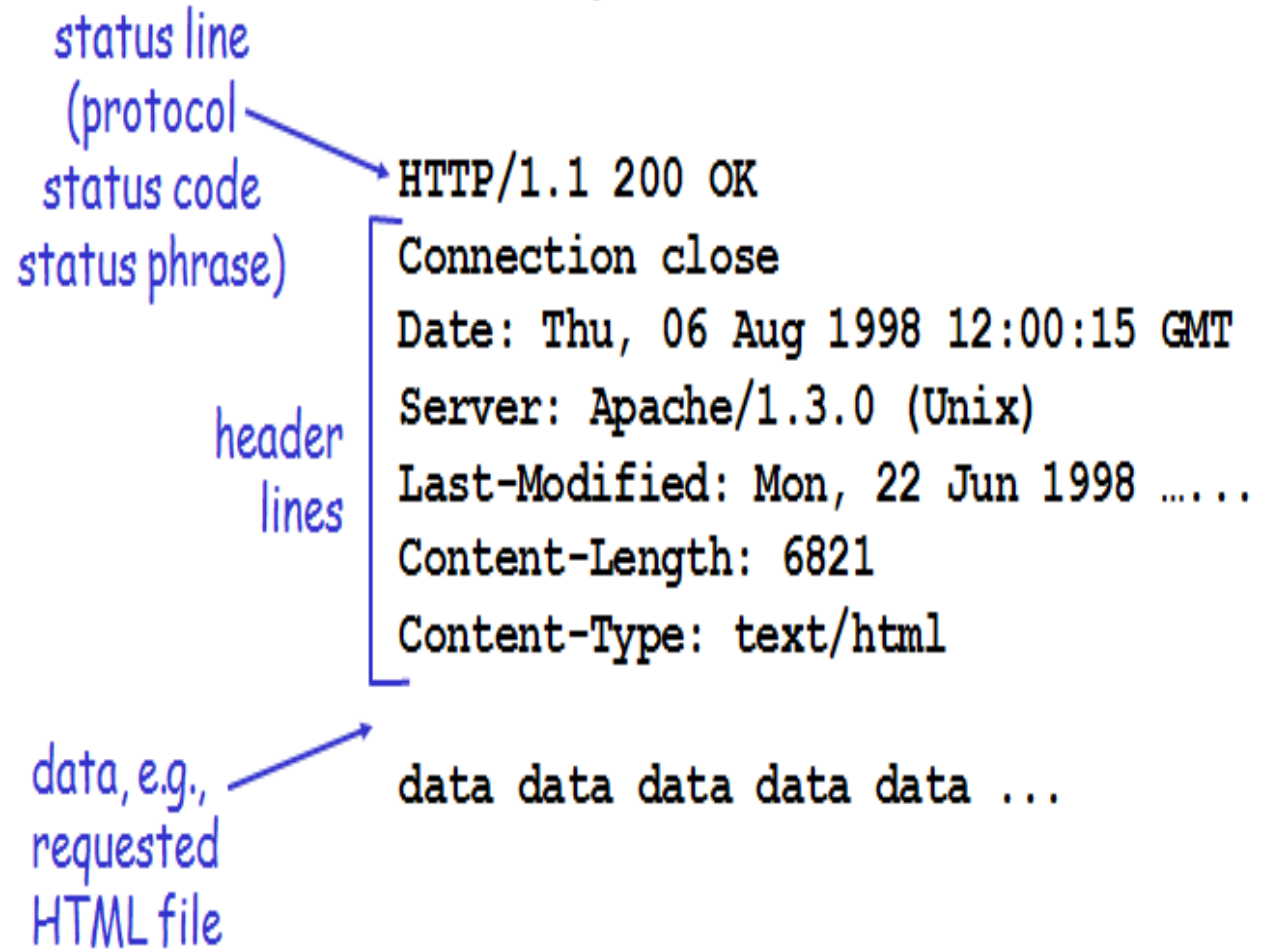 status line
(protocol
status code
status phrase)
HTTP/1.1 200 OK
Connection close
Date: Thu, 06 Aug 1998 12:00:15 GMT
Server: Apache/1.3.0 (Unix)
Last-Modified: Mon, 22 Jun 1998 …...
Content-Length: 6821
Content-Type: text/html
header
lines
data, e.g.,
requested
HTML file
data data data data data ...